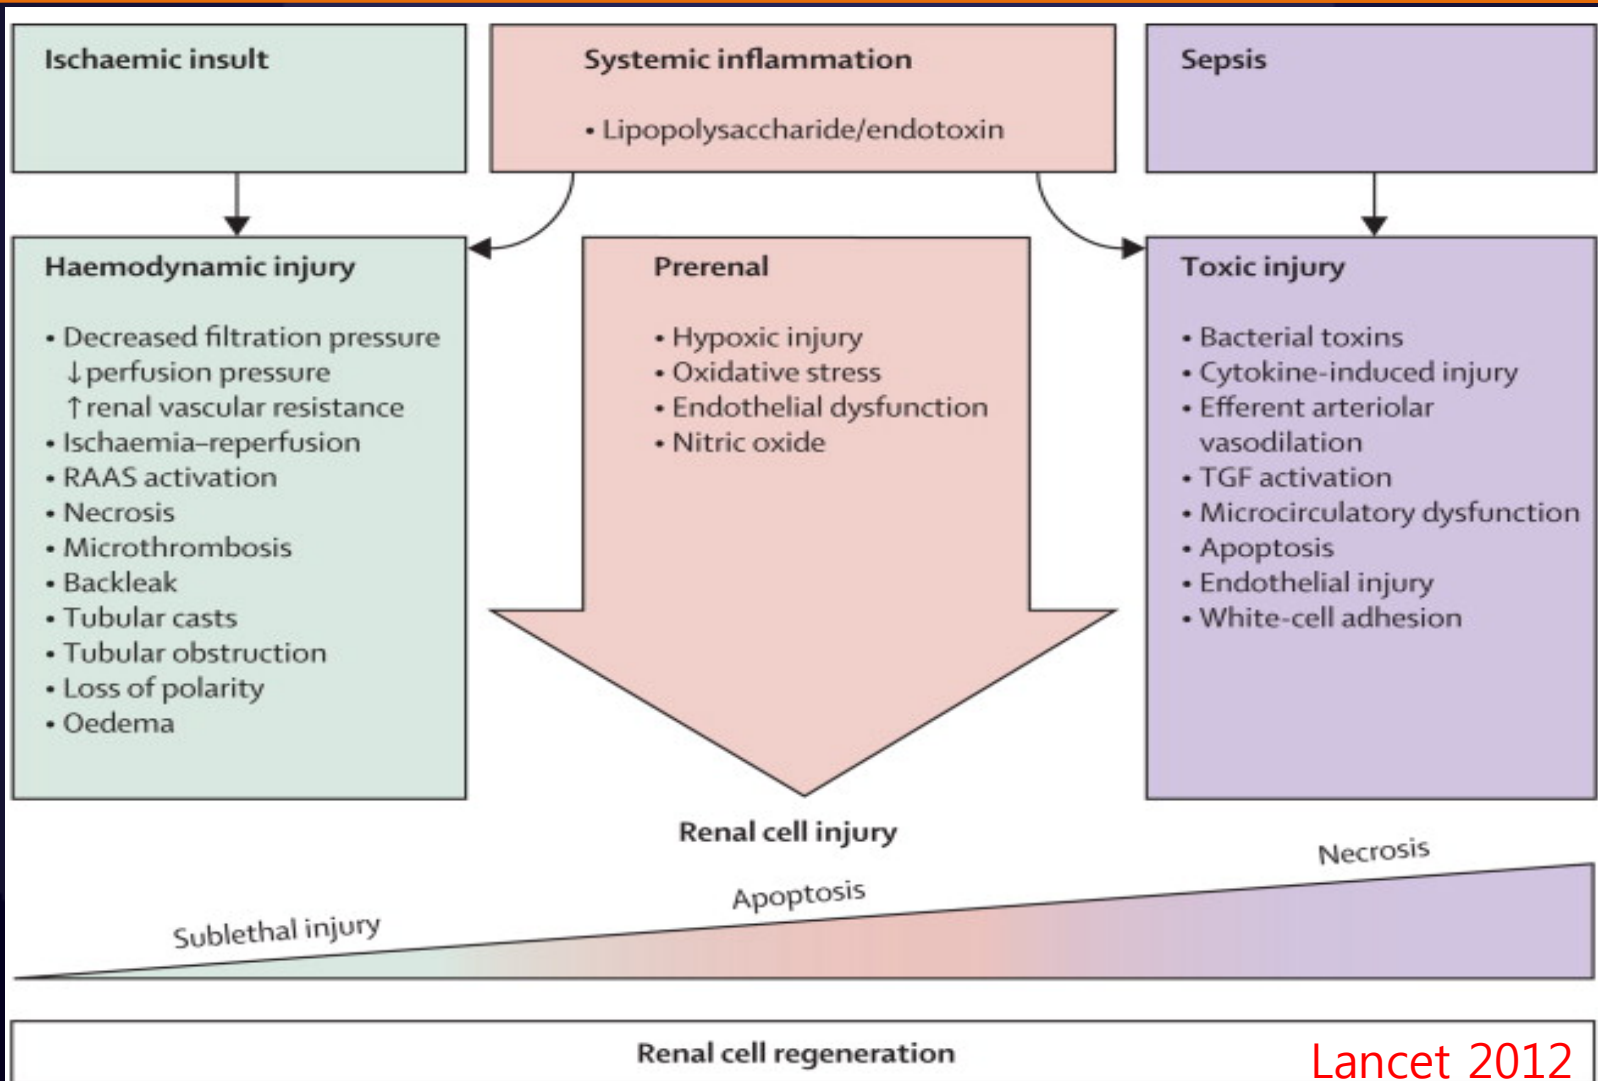 Ischaemic insult
Systemic inflammation
• Lipopolysaccharide/endotoxin
Sepsis
Haemodynamic injury
• Decreased filtration pressure
↓perfusion pressure
↑renal vascular resistance
• Ischaemia–reperfusion
• RAAS activation
• Necrosis
• Microthrombosis
• Backleak
• Tubular casts
• Tubular obstruction
• Loss of polarity
• Oedema
Prerenal
• Hypoxic injury
• Oxidative stress
• Endothelial dysfunction
• Nitric oxide
Toxic injury
• Bacterial toxins
• Cytokine-induced injury
• Efferent arteriolar
vasodilation
• TGF activation
• Microcirculatory dysfunction
• Apoptosis
• Endothelial injury
• White-cell adhesion
Renal cell injury
Sublethal injury
Apoptosis
Necrosis
Renal cell regeneration
Lancet 2012